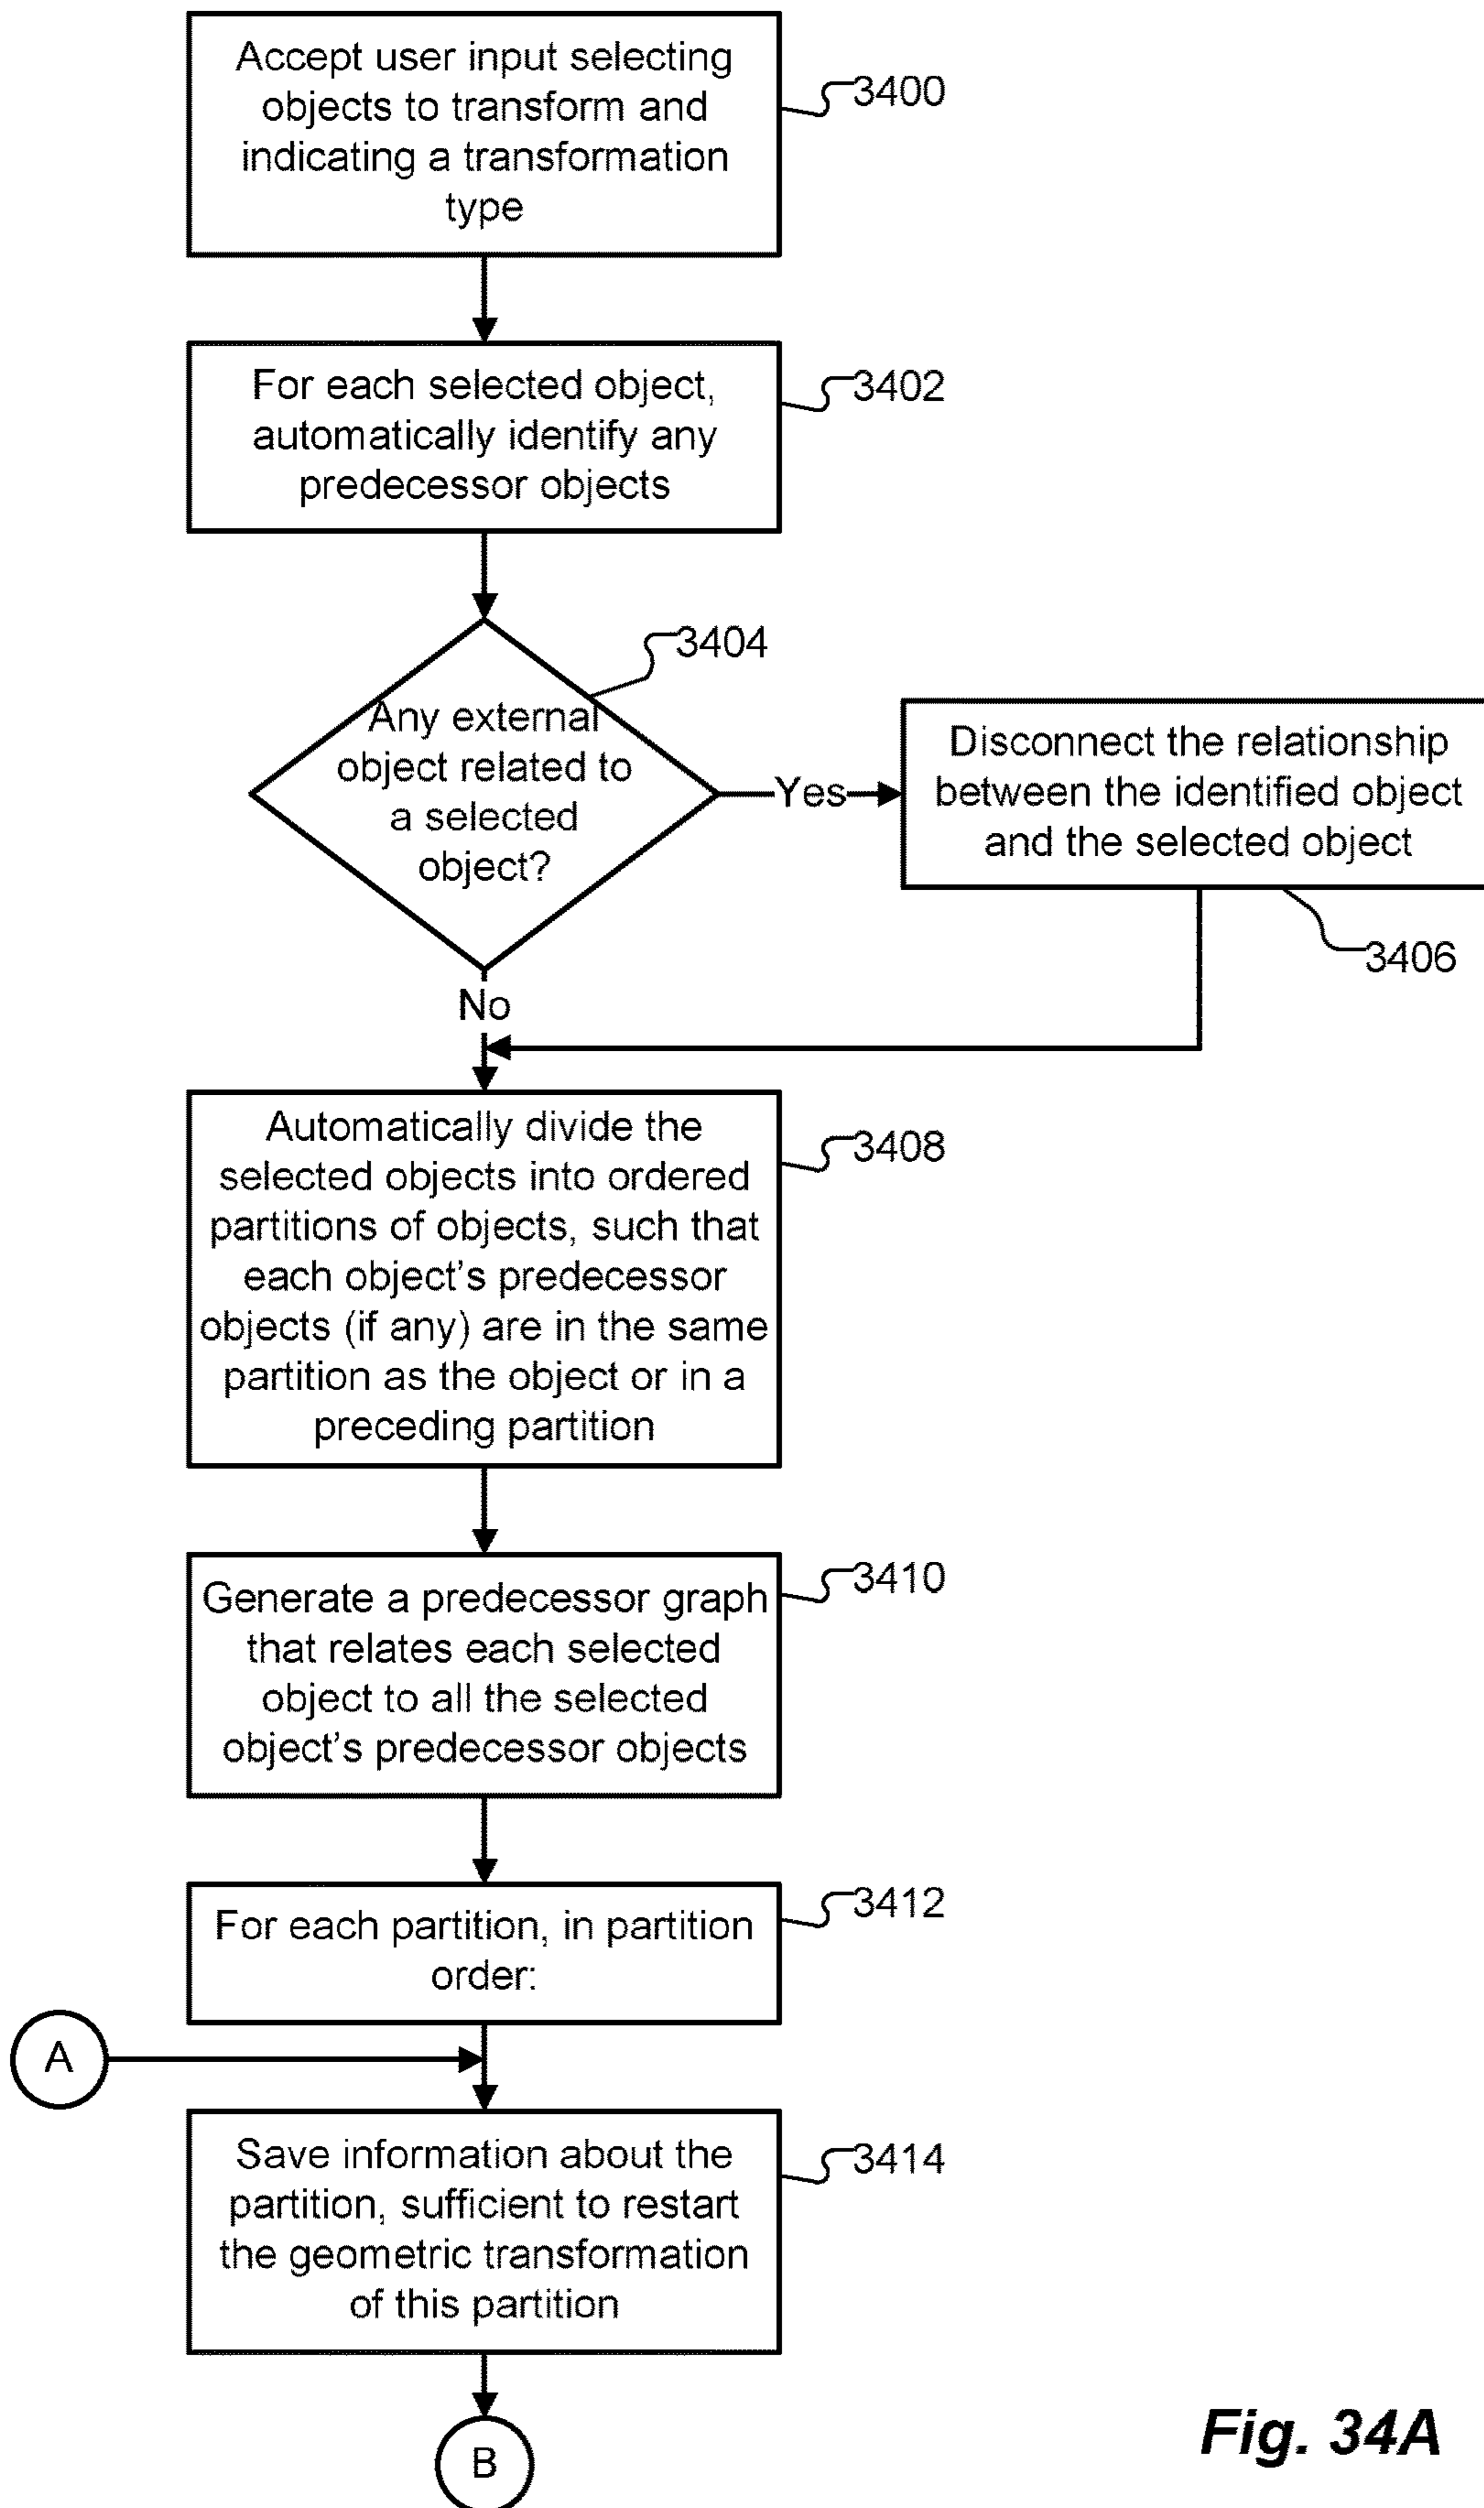 Accept user input selecting
objects to transform and
indicating a transformation
type
3400
For each selected object,
automatically identify any
predecessor objects
3402
3404
Any external
object related to
a selected
object?
Yes
Disconnect the relationship
between the identified object
and the selected object
3406
No
Automatically divide the
selected objects into ordered
partitions of objects, such that
each object's predecessor
objects (if any) are in the same
partition as the object or in a
preceding partition
3408
Generate a predecessor graph
that relates each selected
object to all the selected
object's predecessor objects
3410
For each partition, in partition
order:
3412
A
Save information about the
partition, sufficient to restart
the geometric transformation
of this partition
3414
B
Fig. 34A